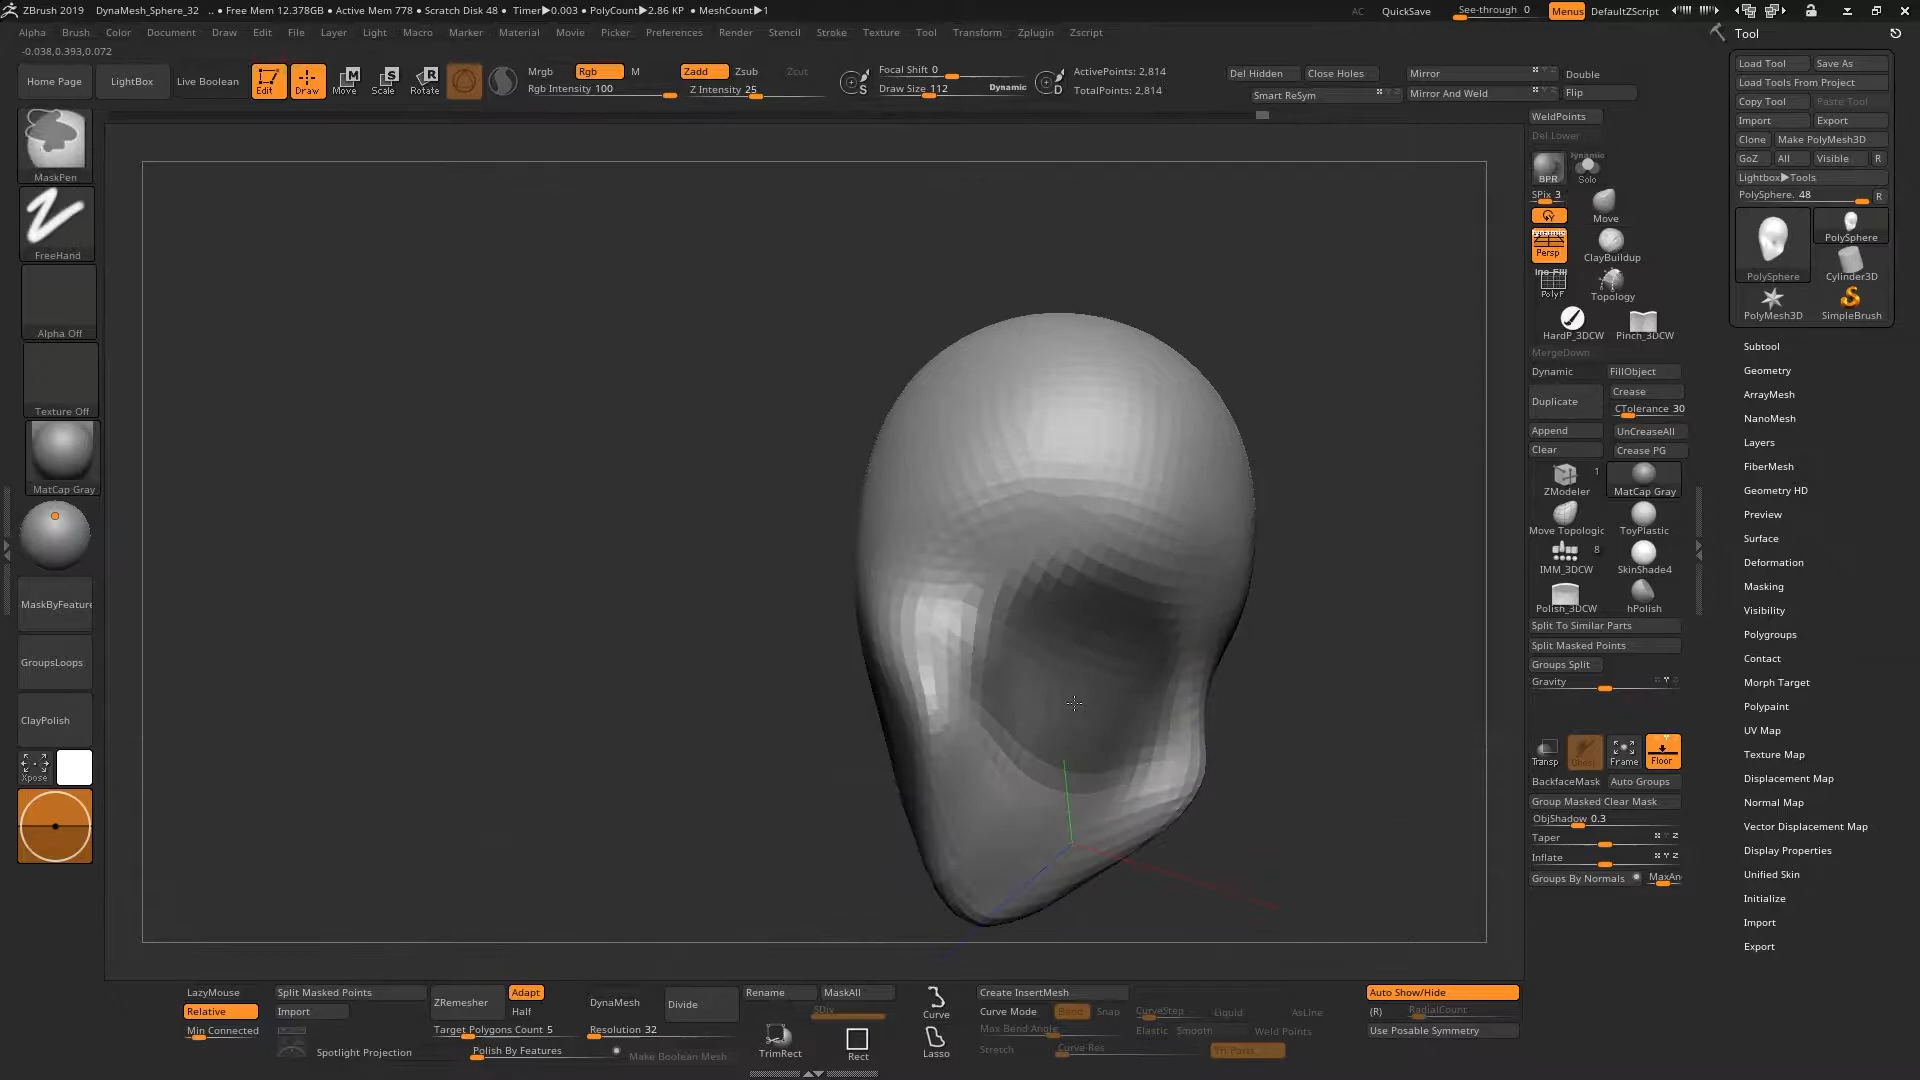 ZBrush 2019 DynaMesh_Sphere_32 .. • Free Mem 12.378GB • Active Mem 778 • Scratch Disk 48 • Timer▶0.003 • PolyCount▶2.86 KP • MeshCount▶1 AC QuickSave See-through 0 Menus DefaultZScript
Alpha Brush Color Document Draw Edit File Layer Light Macro Marker Material Movie Picker Preferences Render Stencil Stroke Texture Tool Transform Zplugin Zscript
-0.038,0.393,0.072
Home Page LightBox Live Boolean Edit Draw Move Scale Rotate
Mrgb Rgb M Zadd Zsub Zcut
Rgb Intensity 100 Z Intensity 25
S Focal Shift 0
Draw Size 112 Dynamic D
ActivePoints: 2,814
TotalPoints: 2,814
Del Hidden Close Holes Mirror Double
Smart ReSym Mirror And Weld Flip
MaskPen
FreeHand
Alpha Off
Texture Off
MatCap Gray
MaskByFeature
GroupsLoops
ClayPolish
Xpose
WeldPoints
Del Lower
BPR Dynamic Solo
SPix 3
Move
Dynamic
Persp ClayBuildup
PolyF Topology
HardP_3DCW Pinch_3DCW
MergeDown
Dynamic FillObject
Duplicate Crease
CTolerance 30
Append UnCreaseAll
Clear Crease PG
1
ZModeler MatCap Gray
Move Topologic ToyPlastic
8
IMM_3DCW SkinShade4
Polish_3DCW hPolish
Split To Similar Parts
Split Masked Points
Groups Split
Gravity
Transp Ghost Frame Floor
BackfaceMask Auto Groups
Group Masked Clear Mask
ObjShadow 0.3
Taper
Inflate
Groups By Normals MaxAn
Tool
Load Tool Save As
Load Tools From Project
Copy Tool Paste Tool
Import Export
Clone Make PolyMesh3D
GoZ All Visible R
Lightbox▶Tools
PolySphere. 48 R
PolySphere PolySphere
Cylinder3D
PolyMesh3D SimpleBrush
Subtool
Geometry
ArrayMesh
NanoMesh
Layers
FiberMesh
Geometry HD
Preview
Surface
Deformation
Masking
Visibility
Polygroups
Contact
Morph Target
Polypaint
UV Map
Texture Map
Displacement Map
Normal Map
Vector Displacement Map
Display Properties
Unified Skin
Initialize
Import
Export
LazyMouse Split Masked Points ZRemesher Adapt DynaMesh Divide Rename MaskAll Curve Create InsertMesh Auto Show/Hide
Relative Import Half SDiv Curve Mode Bend Snap CurveStep Liquid AsLine (R) RadialCount
Min Connected Target Polygons Count 5 Resolution 32 Max Bend Angle Elastic Smooth Weld Points Use Posable Symmetry
Spotlight Projection Polish By Features Make Boolean Mesh TrimRect Rect Lasso Stretch Curve Res Tri Parts